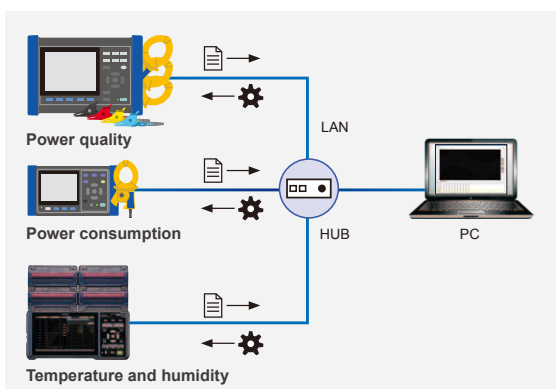 Power quality
LAN
Power consumption
HUB
PC
Temperature and humidity